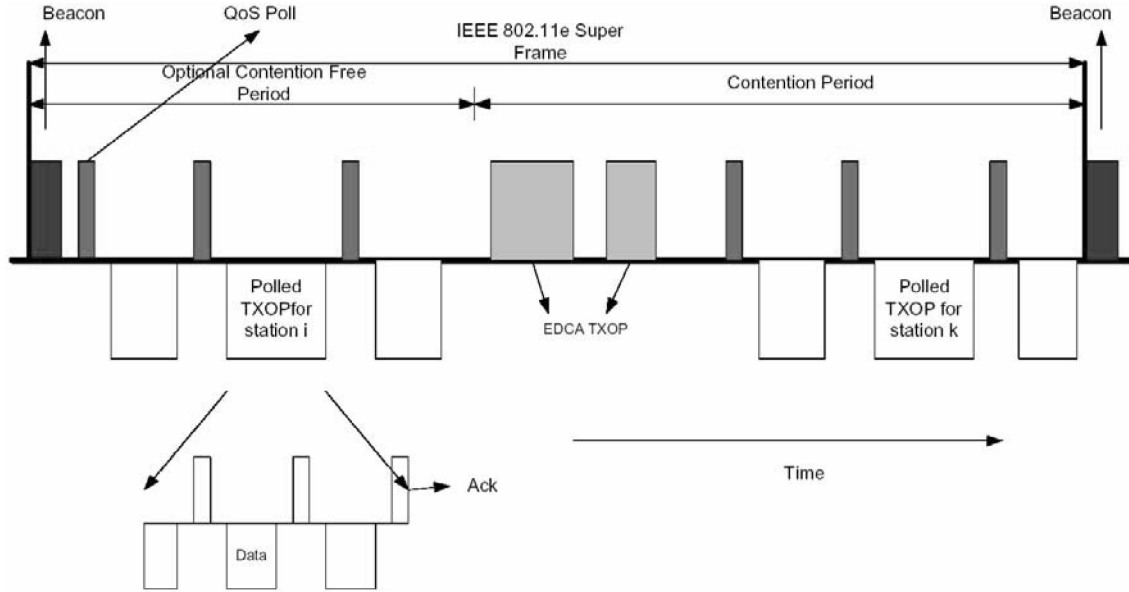 Beacon
QoS Poll
Beacon
IEEE 802.11e Super
Frame
Optional Contention Free
Period
Contention Period
Polled
TXOPfor
station i
EDCA TXOP
Polled
TXOP for
station k
Ack
Time
Data